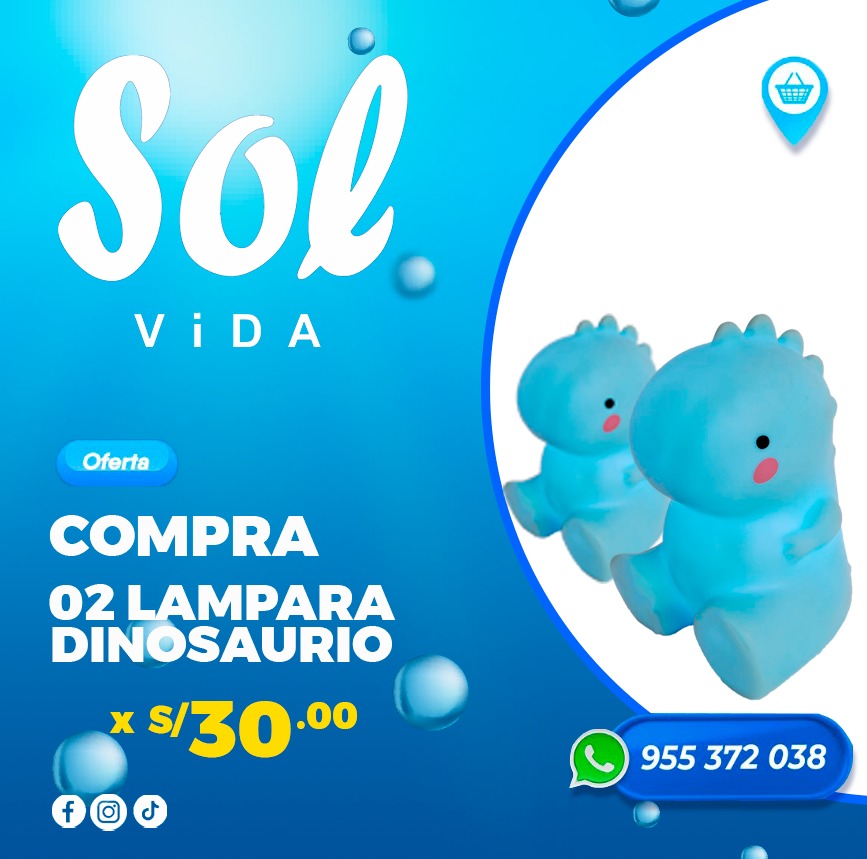 Sol
ViDA
Oferta
COMPRA
02 LAMPARA
DINOSAURIO
x S/30.00
955 372 038